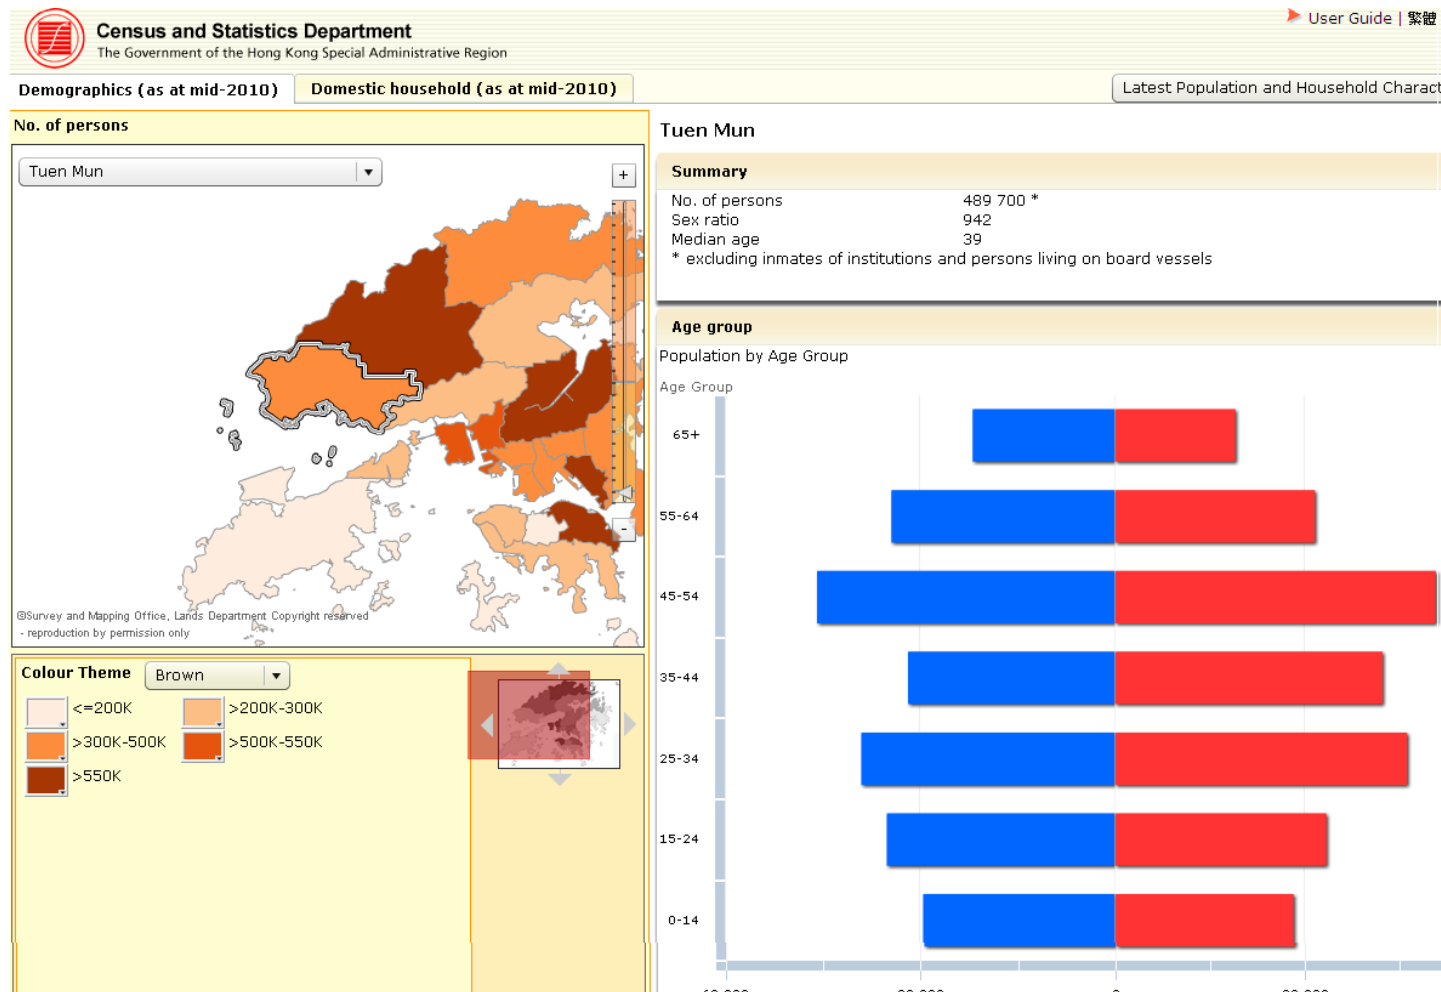 User Guide | 繁體
Census and Statistics Department
The Government of the Hong Kong Special Administrative Region
Demographics (as at mid-2010)
Domestic household (as at mid-2010)
Latest Population and Household Charact
No. of persons
Tuen Mun
+
-
©Survey and Mapping Office, Lands Department Copyright reserved
- reproduction by permission only
Colour Theme
Brown
<=200K
>200K-300K
>300K-500K
>500K-550K
>550K
Tuen Mun
Summary
No. of persons 489 700 *
Sex ratio 942
Median age 39
* excluding inmates of institutions and persons living on board vessels
Age group
Population by Age Group
Age Group
65+
55-64
45-54
35-44
25-34
15-24
0-14